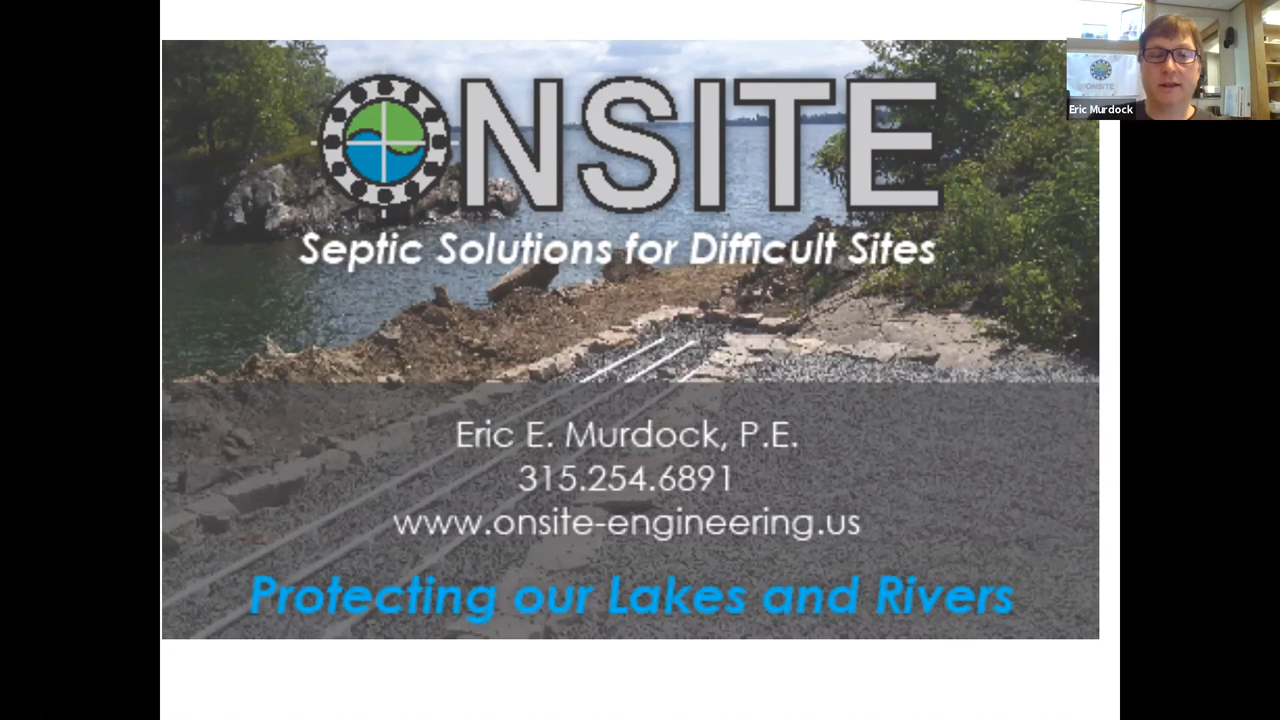 ONSITE
Septic Solutions for Difficult Sites
Eric E. Murdock, P.E.
315.254.6891
www.onsite-engineering.us
Protecting our Lakes and Rivers
ONSITE
Eric Murdock